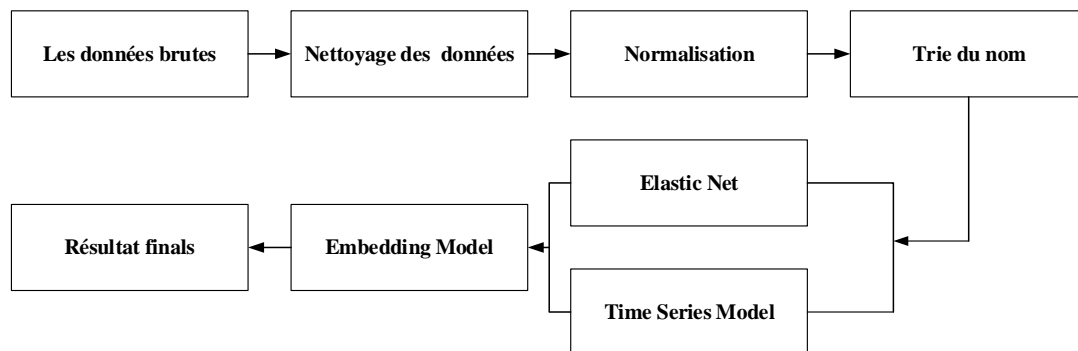 Les données brutes
Nettoyage des données
Normalisation
Trie du nom
Elastic Net
Résultat finals
Embedding Model
Time Series Model